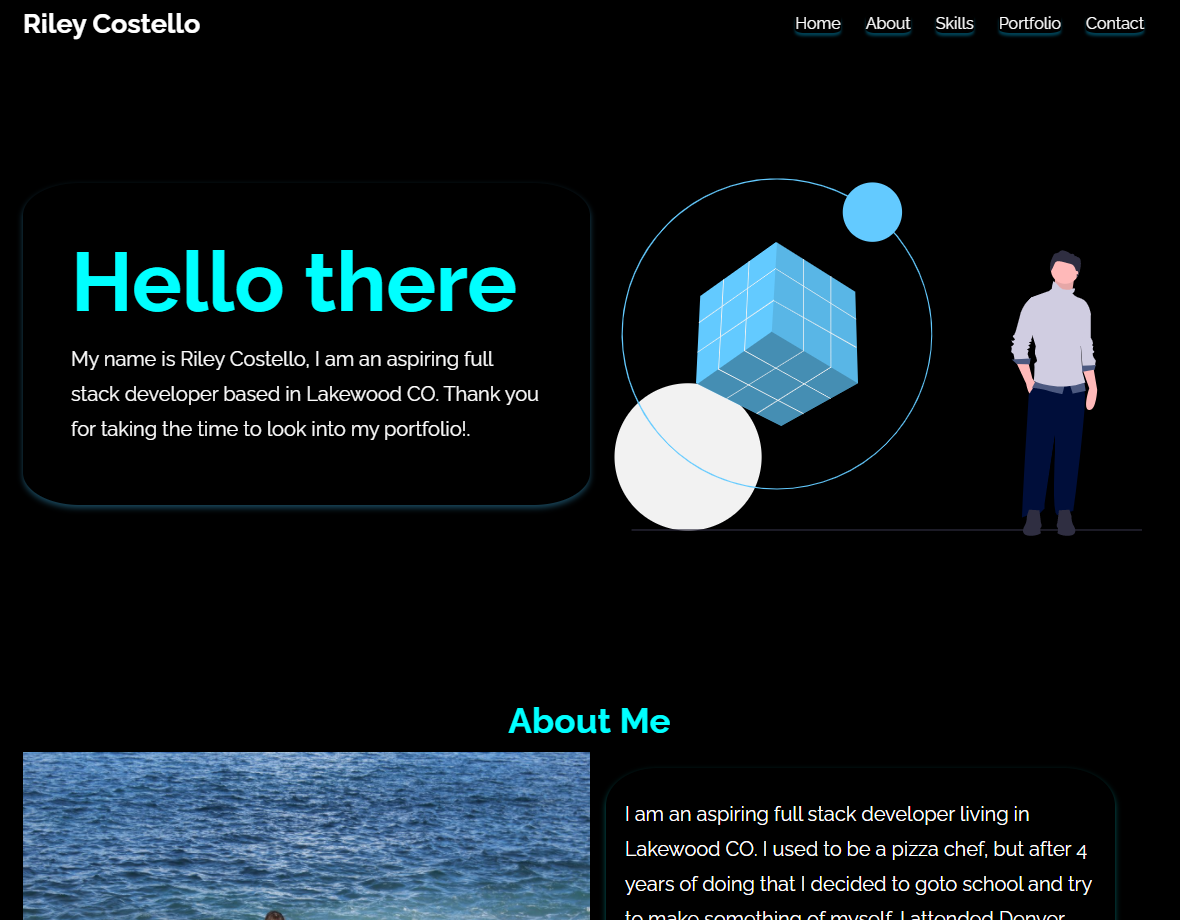 Riley Costello
Home About Skills Portfolio Contact
Hello there
My name is Riley Costello, I am an aspiring full
stack developer based in Lakewood CO. Thank you
for taking the time to look into my portfolio!.
About Me
I am an aspiring full stack developer living in
Lakewood CO. I used to be a pizza chef, but after 4
years of doing that I decided to goto school and try
to make something of myself. I attended Denver